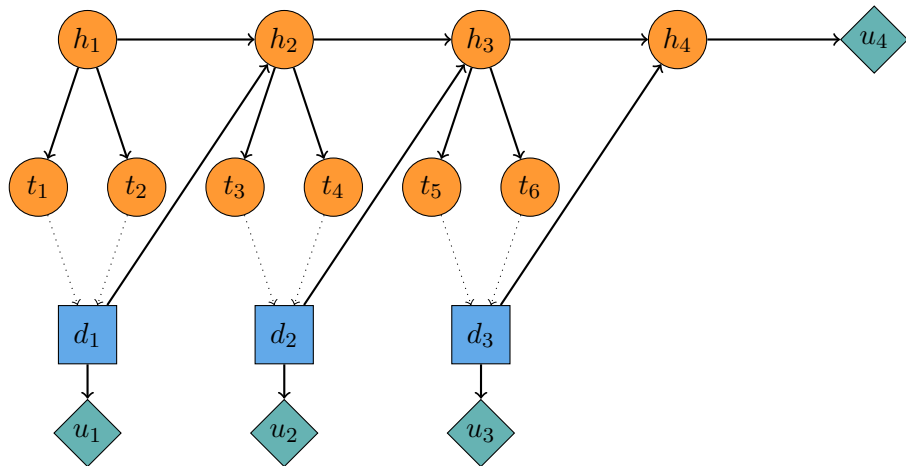 h₁ h₂ h₃ h₄ u₄
t₁ t₂ t₃ t₄ t₅ t₆
d₁ d₂ d₃
u₁ u₂ u₃